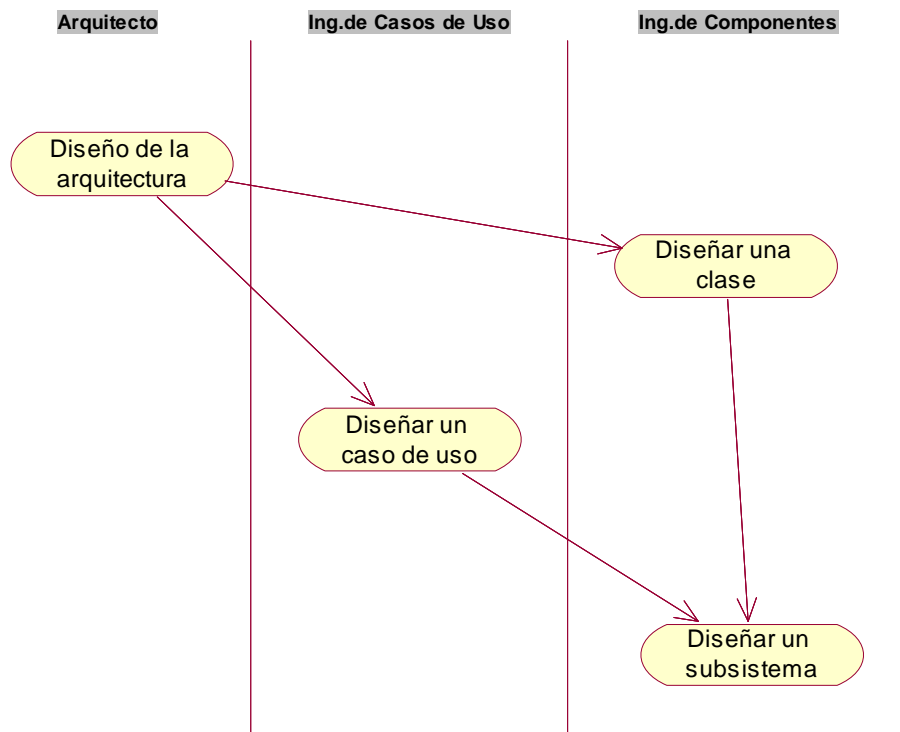 Arquitecto
Ing.de Casos de Uso
Ing.de Componentes
Diseño de la
arquitectura
Diseñar una
clase
Diseñar un
caso de uso
Diseñar un
subsistema